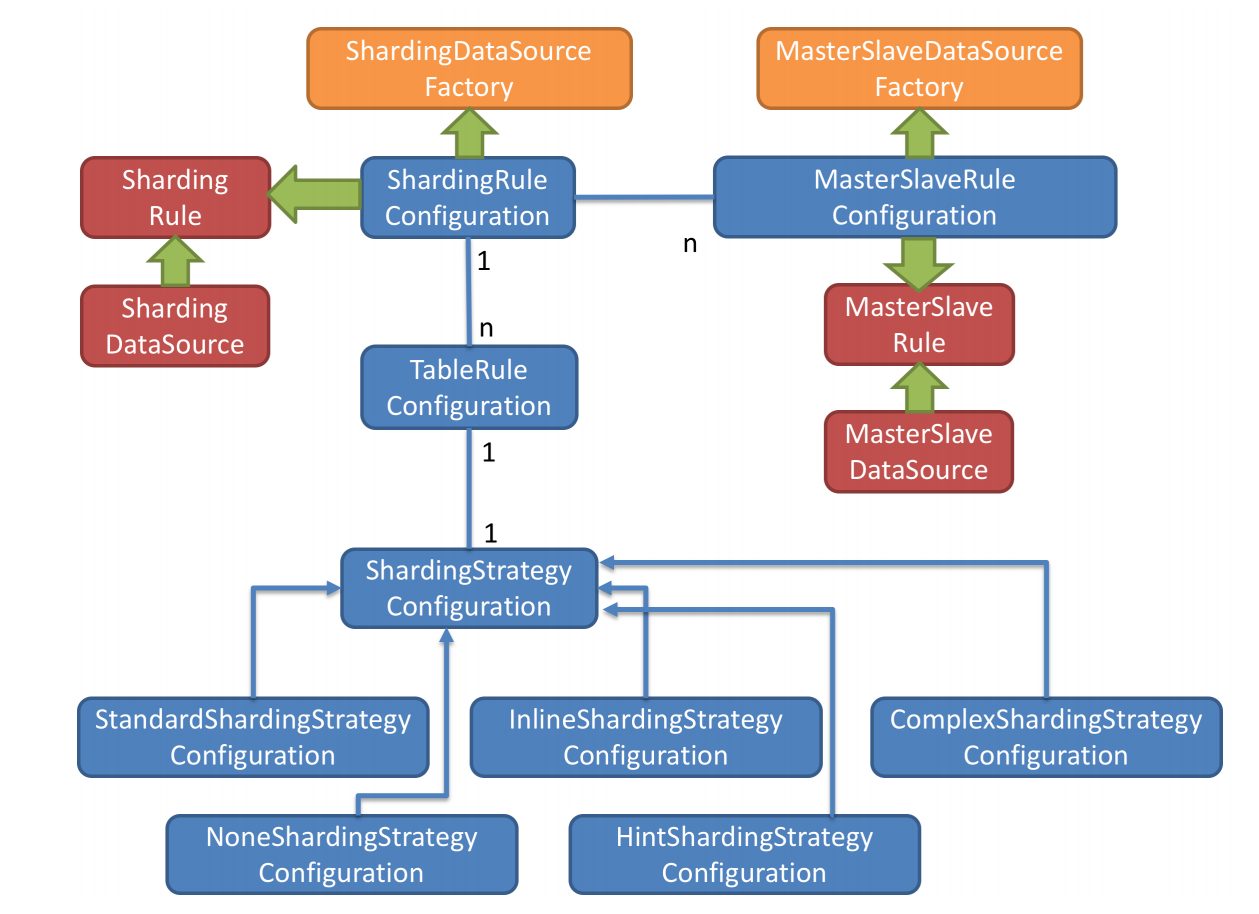 ShardingDataSource
Factory
MasterSlaveDataSource
Factory
Sharding
Rule
ShardingRule
Configuration
MasterSlaveRule
Configuration
n
1
Sharding
DataSource
MasterSlave
Rule
n
TableRule
Configuration
MasterSlave
DataSource
1
1
ShardingStrategy
Configuration
StandardShardingStrategy
Configuration
InlineShardingStrategy
Configuration
ComplexShardingStrategy
Configuration
NoneShardingStrategy
Configuration
HintShardingStrategy
Configuration